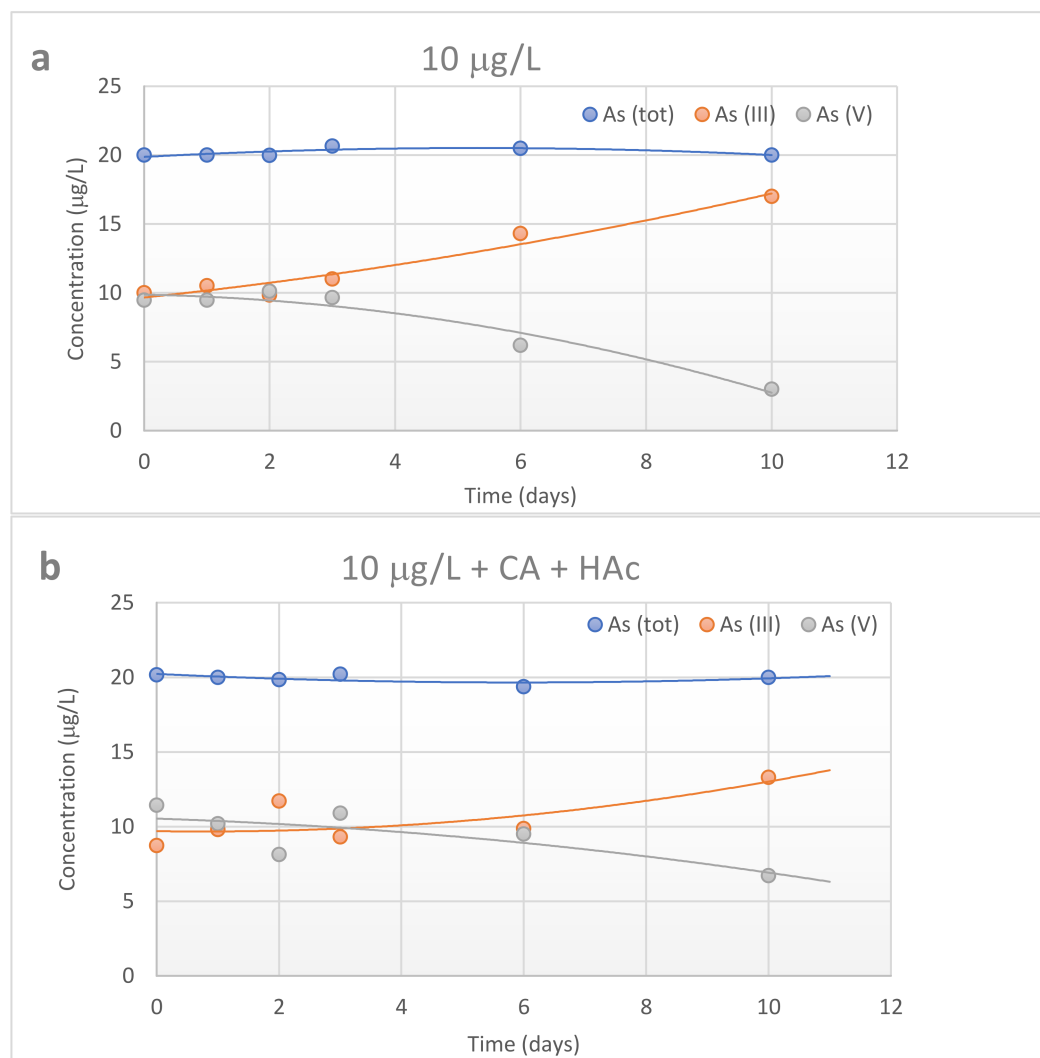 a
10 μg/L
As (tot) As (III) As (V)
25
20
15
10
5
0
Concentration (μg/L)
0 2 4 6 8 10 12
Time (days)
b
10 μg/L + CA + HAc
As (tot) As (III) As (V)
25
20
15
10
5
0
Concentration (μg/L)
0 2 4 6 8 10 12
Time (days)